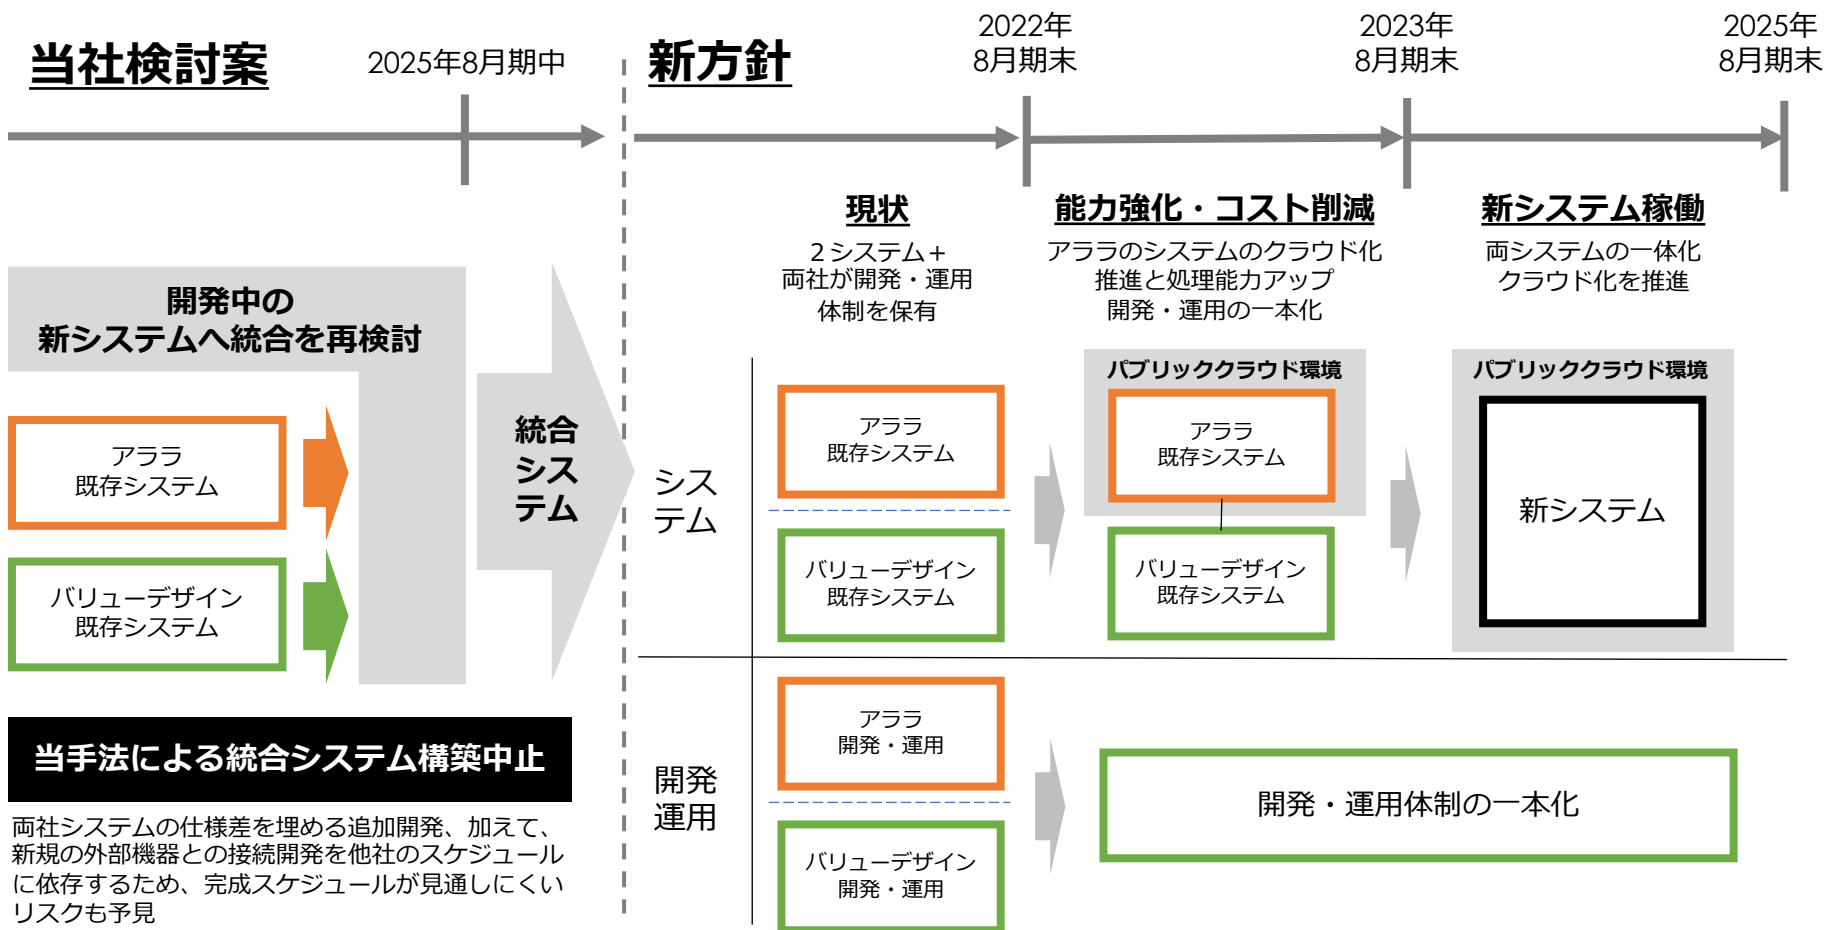 当社検討案
2025年8月期中
開発中の
新システムへ統合を再検討
アララ
既存システム
バリューデザイン
既存システム
統合
シス
テム
当手法による統合システム構築中止
両社システムの仕様差を埋める追加開発、加えて、
新規の外部機器との接続開発を他社のスケジュール
に依存するため、完成スケジュールが見通しにくい
リスクも予見
新方針
2022年
8月期末
2023年
8月期末
2025年
8月期末
現状
２システム＋
両社が開発・運用
体制を保有
能力強化・コスト削減
アララのシステムのクラウド化
推進と処理能力アップ
開発・運用の一本化
新システム稼働
両システムの一体化
クラウド化を推進
シス
テム
アララ
既存システム
バリューデザイン
既存システム
パブリッククラウド環境
アララ
既存システム
バリューデザイン
既存システム
パブリッククラウド環境
新システム
開発
運用
アララ
開発・運用
バリューデザイン
開発・運用
開発・運用体制の一本化